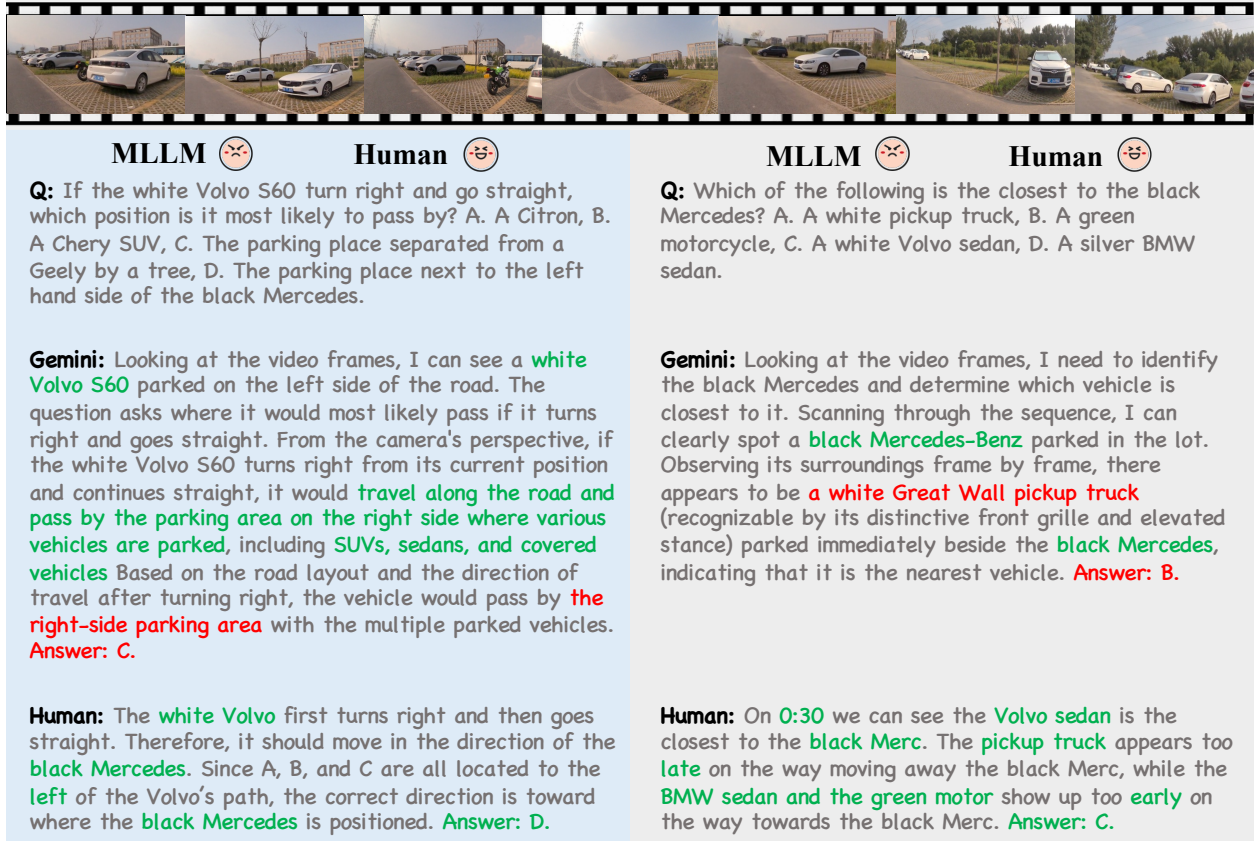 MLLM
Human
Q: If the white Volvo S60 turn right and go straight,
which position is it most likely to pass by? A. A Citron, B.
A Chery SUV, C. The parking place separated from a
Geely by a tree, D. The parking place next to the left
hand side of the black Mercedes.
Gemini: Looking at the video frames, I can see a white
Volvo S60 parked on the left side of the road. The
question asks where it would most likely pass if it turns
right and goes straight. From the camera's perspective, if
the white Volvo S60 turns right from its current position
and continues straight, it would travel along the road and
pass by the parking area on the right side where various
vehicles are parked, including SUVs, sedans, and covered
vehicles Based on the road layout and the direction of
travel after turning right, the vehicle would pass by the
right-side parking area with the multiple parked vehicles.
Answer: C.
Human: The white Volvo first turns right and then goes
straight. Therefore, it should move in the direction of the
black Mercedes. Since A, B, and C are all located to the
left of the Volvo’s path, the correct direction is toward
where the black Mercedes is positioned. Answer: D.
MLLM
Human
Q: Which of the following is the closest to the black
Mercedes? A. A white pickup truck, B. A green
motorcycle, C. A white Volvo sedan, D. A silver BMW
sedan.
Gemini: Looking at the video frames, I need to identify
the black Mercedes and determine which vehicle is
closest to it. Scanning through the sequence, I can
clearly spot a black Mercedes-Benz parked in the lot.
Observing its surroundings frame by frame, there
appears to be a white Great Wall pickup truck
(recognizable by its distinctive front grille and elevated
stance) parked immediately beside the black Mercedes,
indicating that it is the nearest vehicle. Answer: B.
Human: On 0:30 we can see the Volvo sedan is the
closest to the black Merc. The pickup truck appears too
late on the way moving away the black Merc, while the
BMW sedan and the green motor show up too early on
the way towards the black Merc. Answer: C.